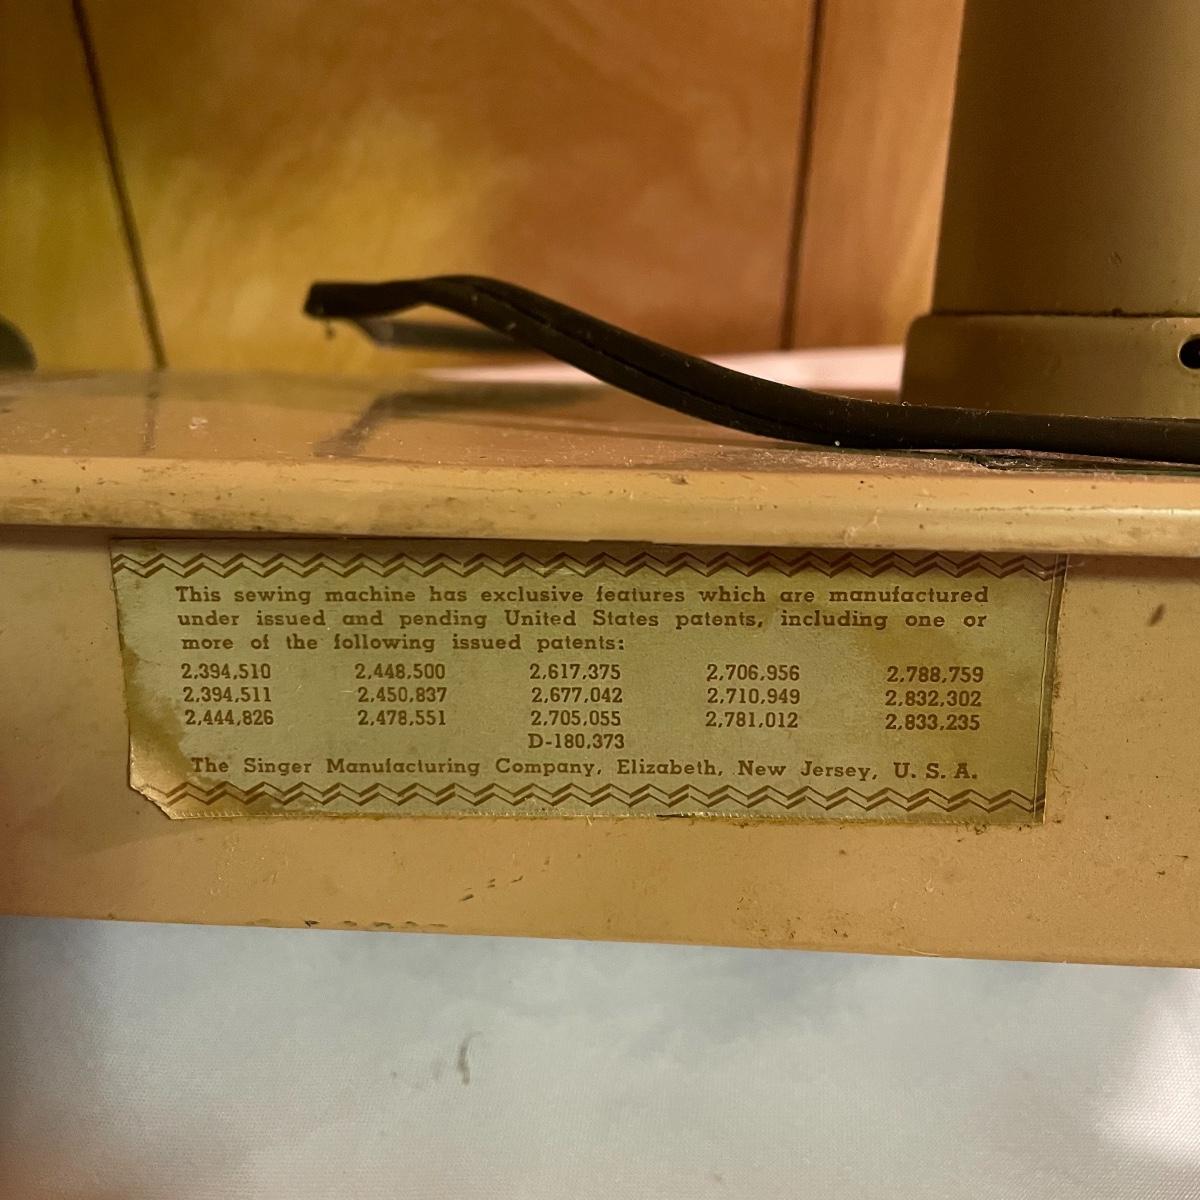 This sewing machine has exclusive features which are manufactured
under issued and pending United States patents, including one or
more of the following issued patents:
2,394,510 2,448,500 2,617,375 2,706,956 2,788,759
2,394,511 2,450,837 2,677,042 2,710,949 2,832,302
2,444,826 2,478,551 2,705,055 2,781,012 2,833,235
D-180,373
The Singer Manufacturing Company, Elizabeth, New Jersey, U. S. A.